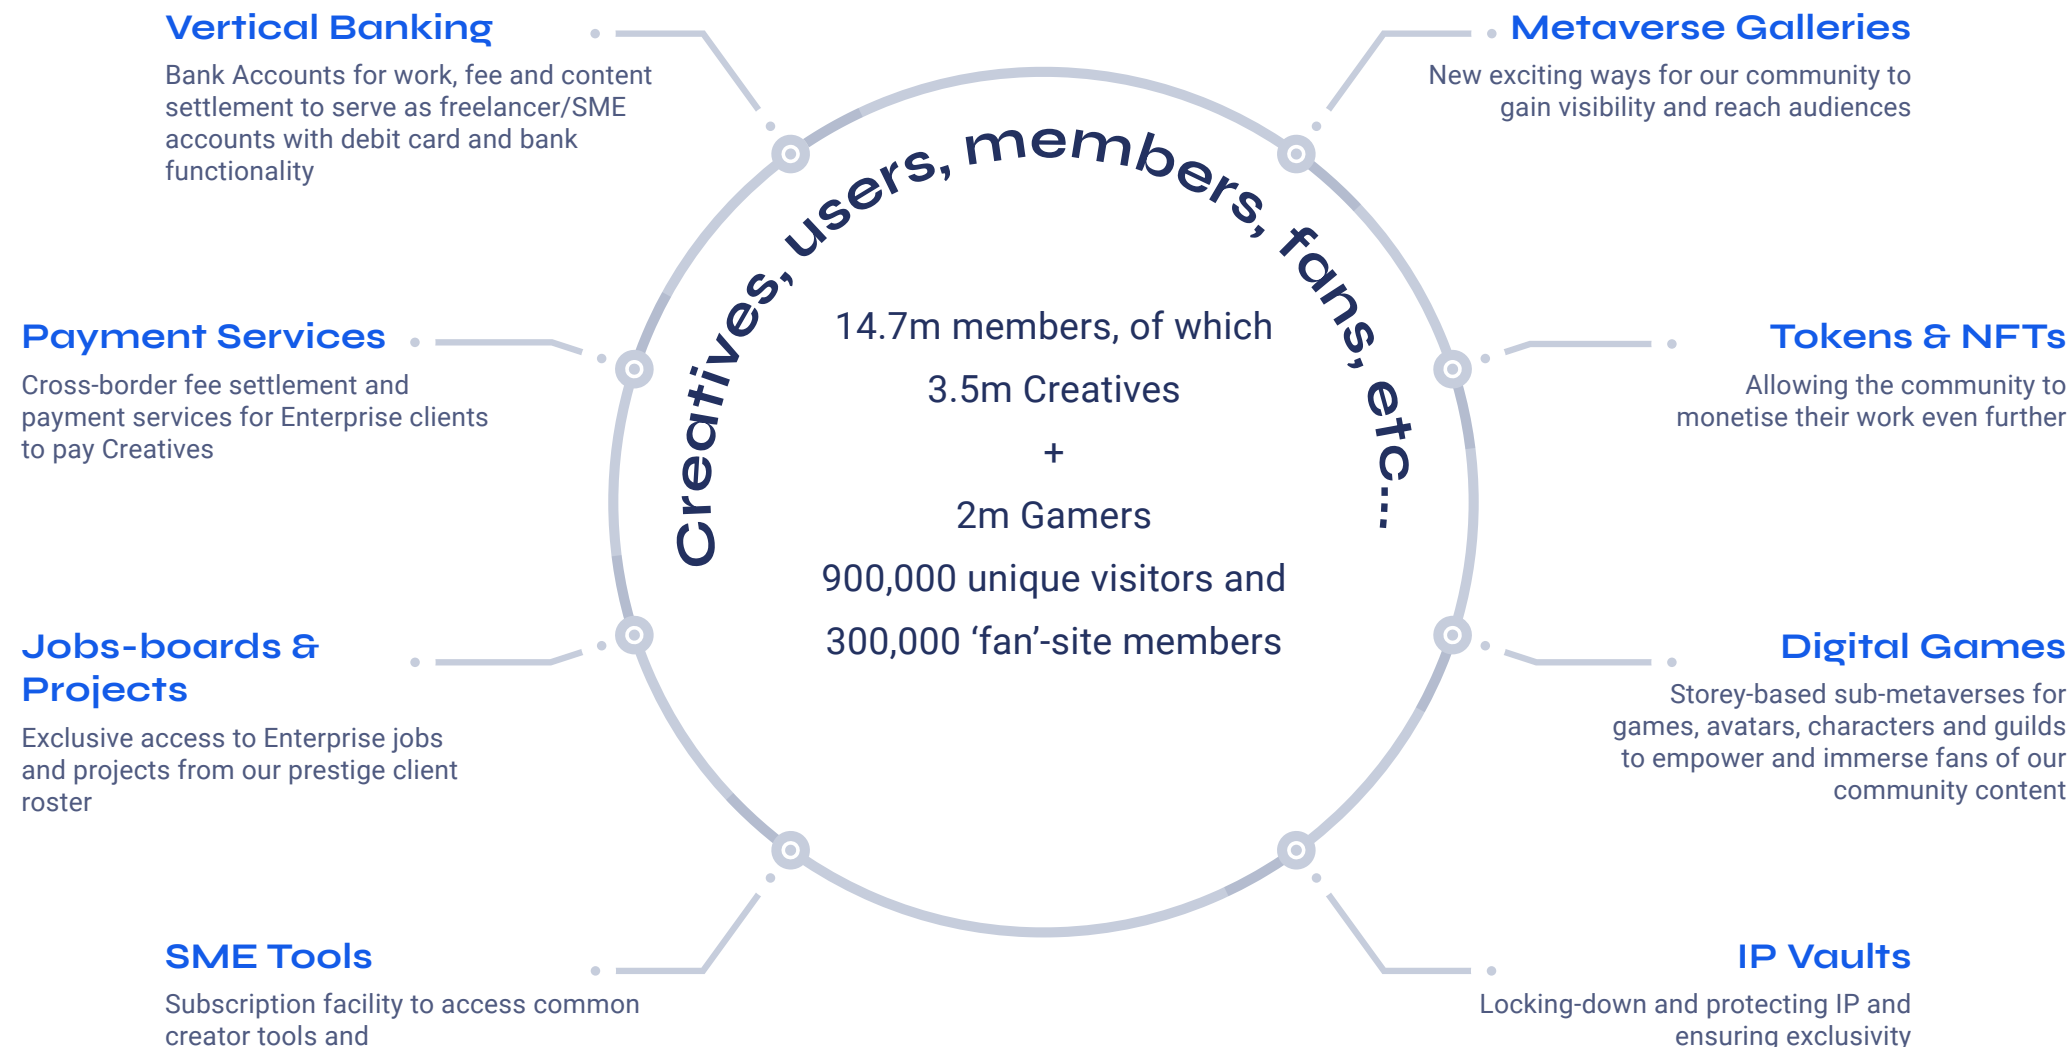 Vertical Banking
Bank Accounts for work, fee and content
settlement to serve as freelancer/SME
accounts with debit card and bank
functionality
Payment Services
Cross-border fee settlement and
payment services for Enterprise clients
to pay Creatives
Jobs-boards &
Projects
Exclusive access to Enterprise jobs
and projects from our prestige client
roster
SME Tools
Subscription facility to access common
creator tools and
Creatives, users, members, fans, etc...
14.7m members, of which
3.5m Creatives
+
2m Gamers
900,000 unique visitors and
300,000 ‘fan’-site members
Metaverse Galleries
New exciting ways for our community to
gain visibility and reach audiences
Tokens & NFTs
Allowing the community to
monetise their work even further
Digital Games
Storey-based sub-metaverses for
games, avatars, characters and guilds
to empower and immerse fans of our
community content
IP Vaults
Locking-down and protecting IP and
ensuring exclusivity